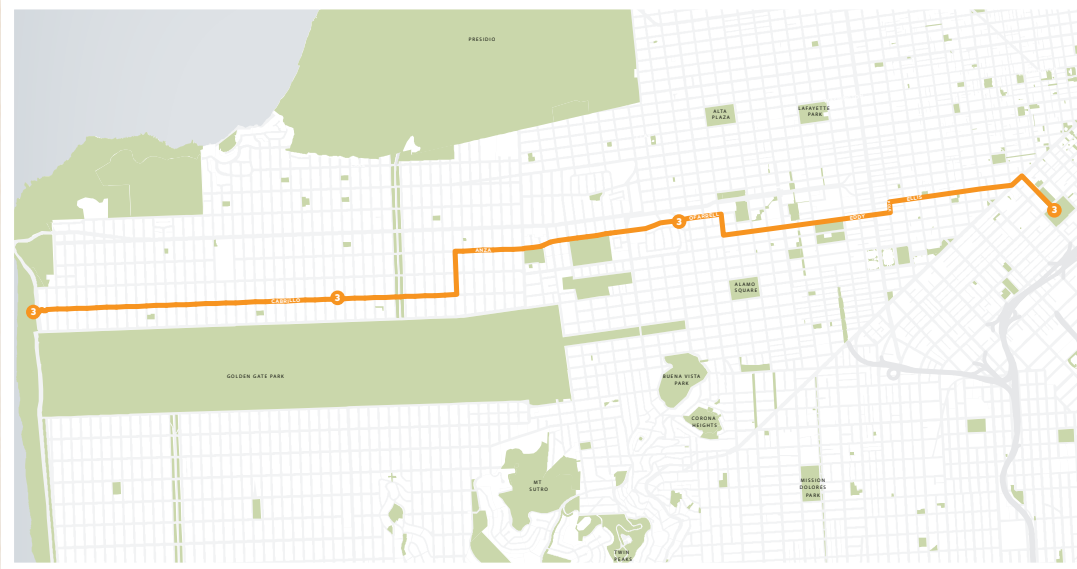 PRESIDIO
ALTA
PLAZA
LAFAYETTE
PARK
ELLIS
3
3
O'FARRELL
EDDY
ANZA
ALAMO
SQUARE
3
CABRILLO
3
GOLDEN GATE PARK
BUENA VISTA
PARK
CORONA
HEIGHTS
MT
SUTRO
MISSION
DOLORES
PARK
TWIN
PEAKS